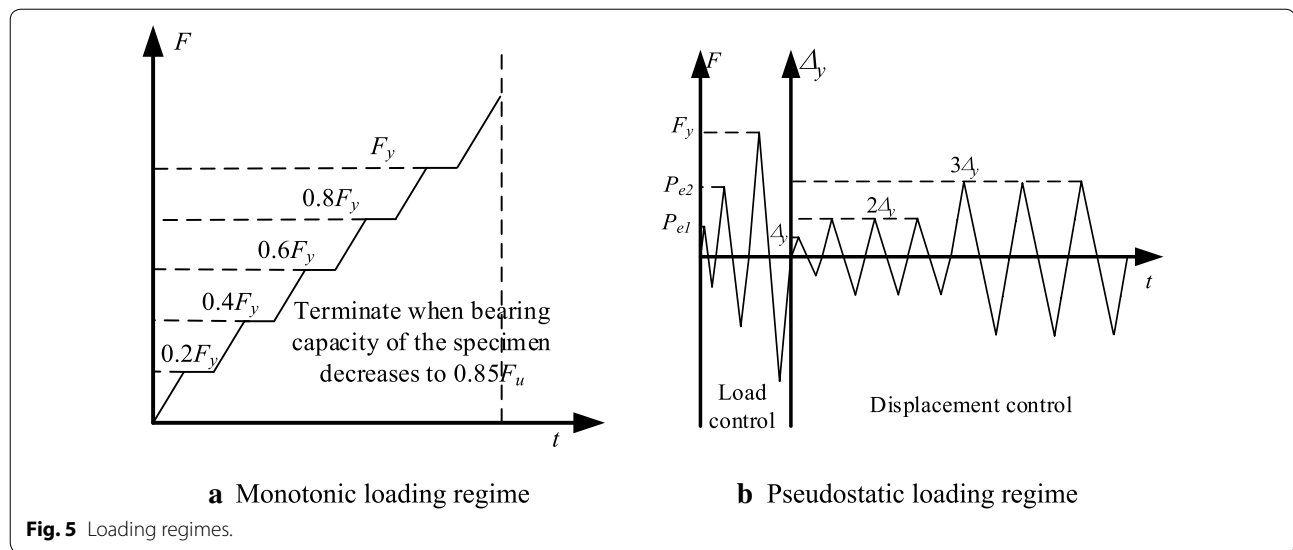 F
F_y
0.8F_y
0.6F_y
0.4F_y
0.2F_y
Terminate when bearing
capacity of the specimen
decreases to 0.85F_u
t
a Monotonic loading regime
F
Δ_y
F_y
P_e2
P_e1
Δ_y
2Δ_y
3Δ_y
t
Load
control
Displacement control
b Pseudostatic loading regime
Fig. 5 Loading regimes.